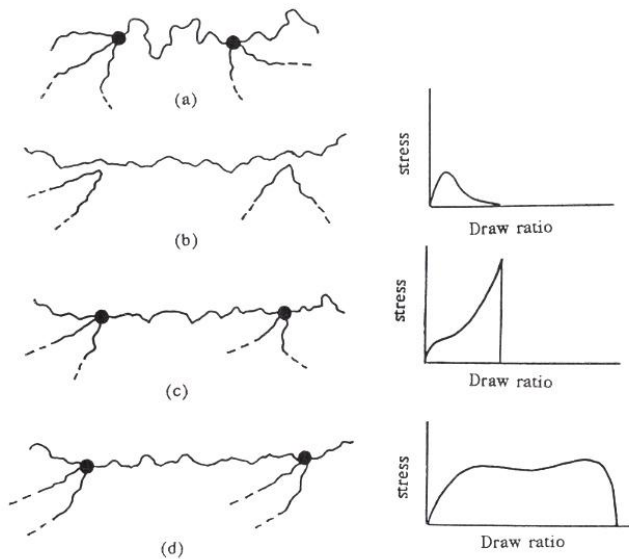 (a)
(b)
stress
Draw ratio
(c)
stress
Draw ratio
(d)
stress
Draw ratio